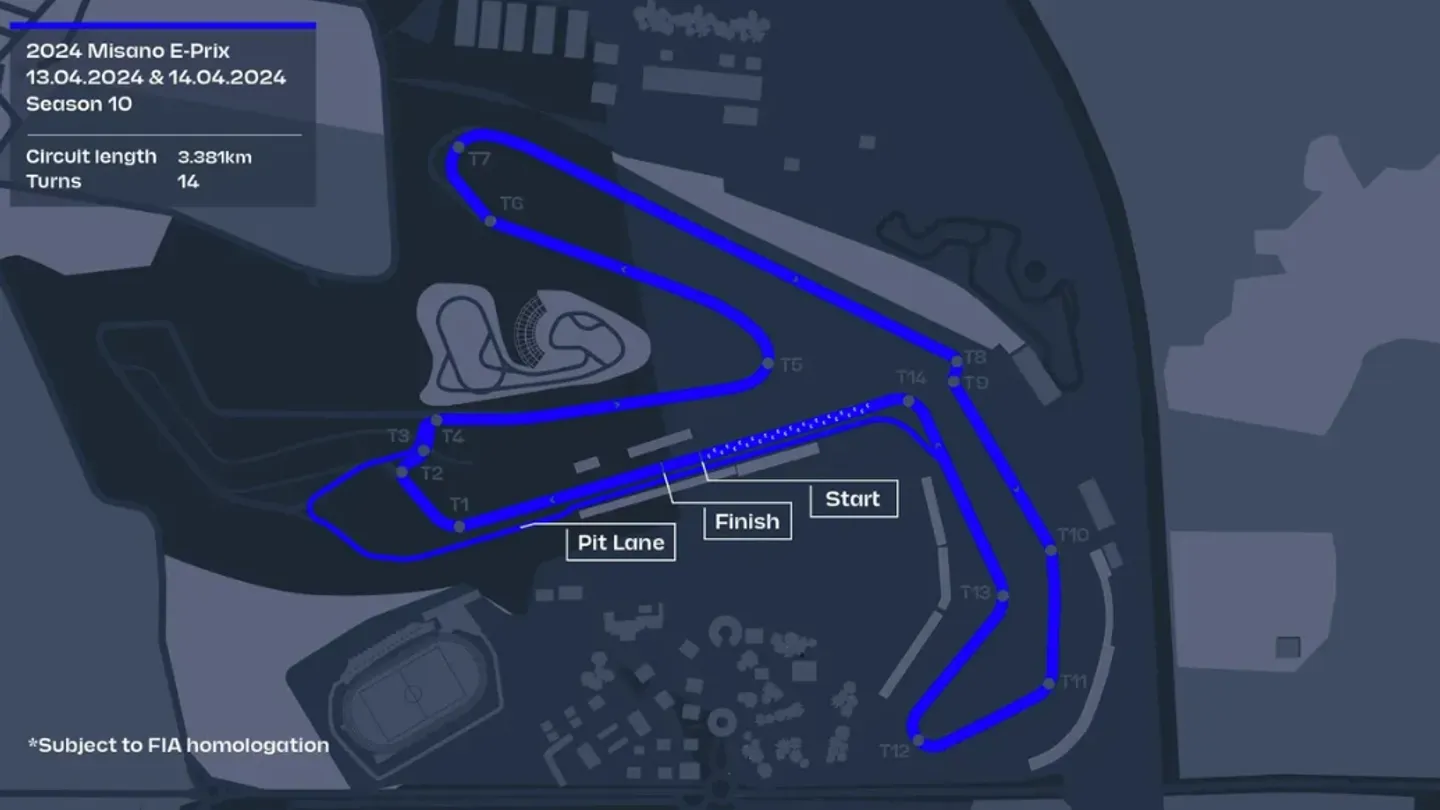 2024 Misano E-Prix
13.04.2024 & 14.04.2024
Season 10
Circuit length 3.381km
Turns 14
T7
T6
T8
T5
T9
T14
T3 T4
T2
T1
Start
Finish
Pit Lane
T10
T13
T11
T12
*Subject to FIA homologation